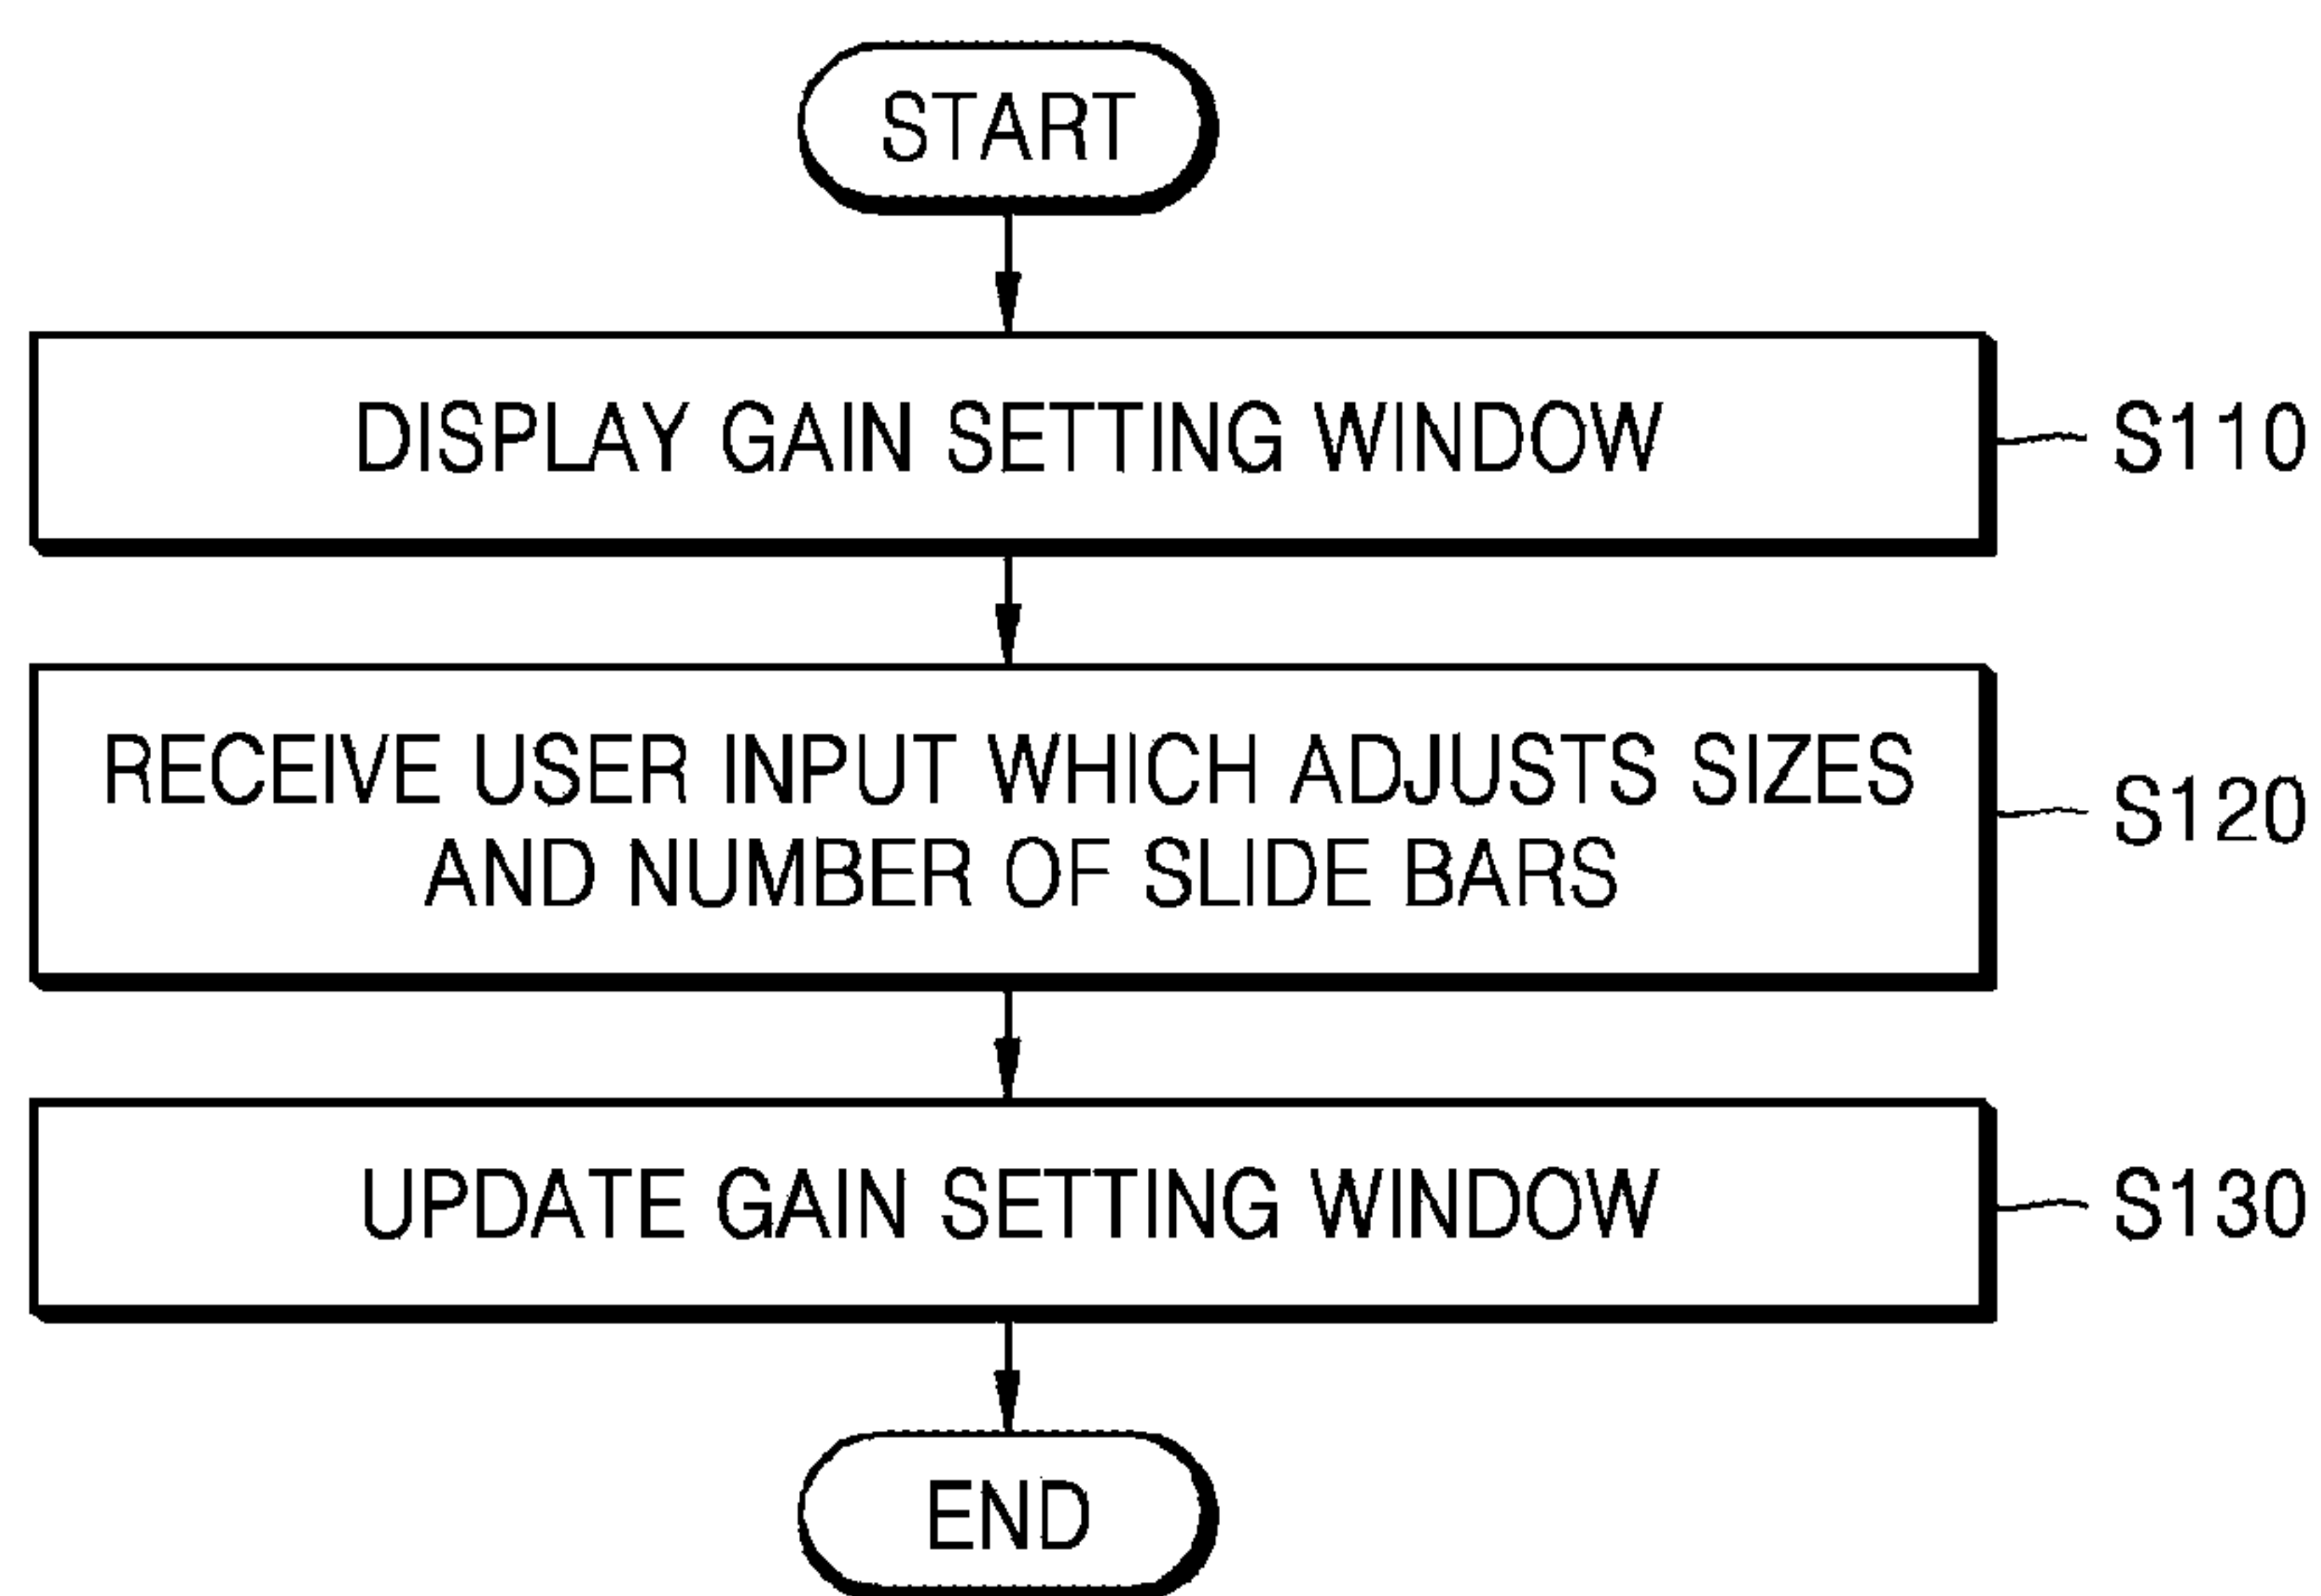 START
DISPLAY GAIN SETTING WINDOW
S110
RECEIVE USER INPUT WHICH ADJUSTS SIZES
AND NUMBER OF SLIDE BARS
S120
UPDATE GAIN SETTING WINDOW
S130
END